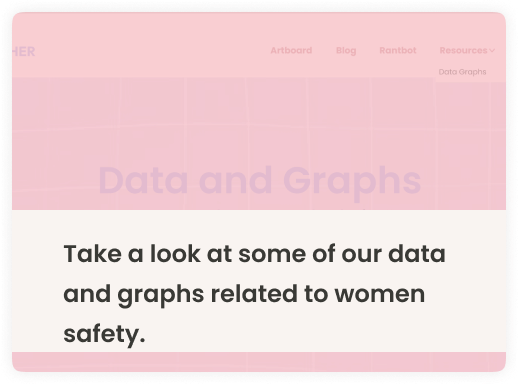 HER
Artboard Blog Rantbot Resources
Data Graphs
Data and Graphs
Take a look at some of our data
and graphs related to women
safety.